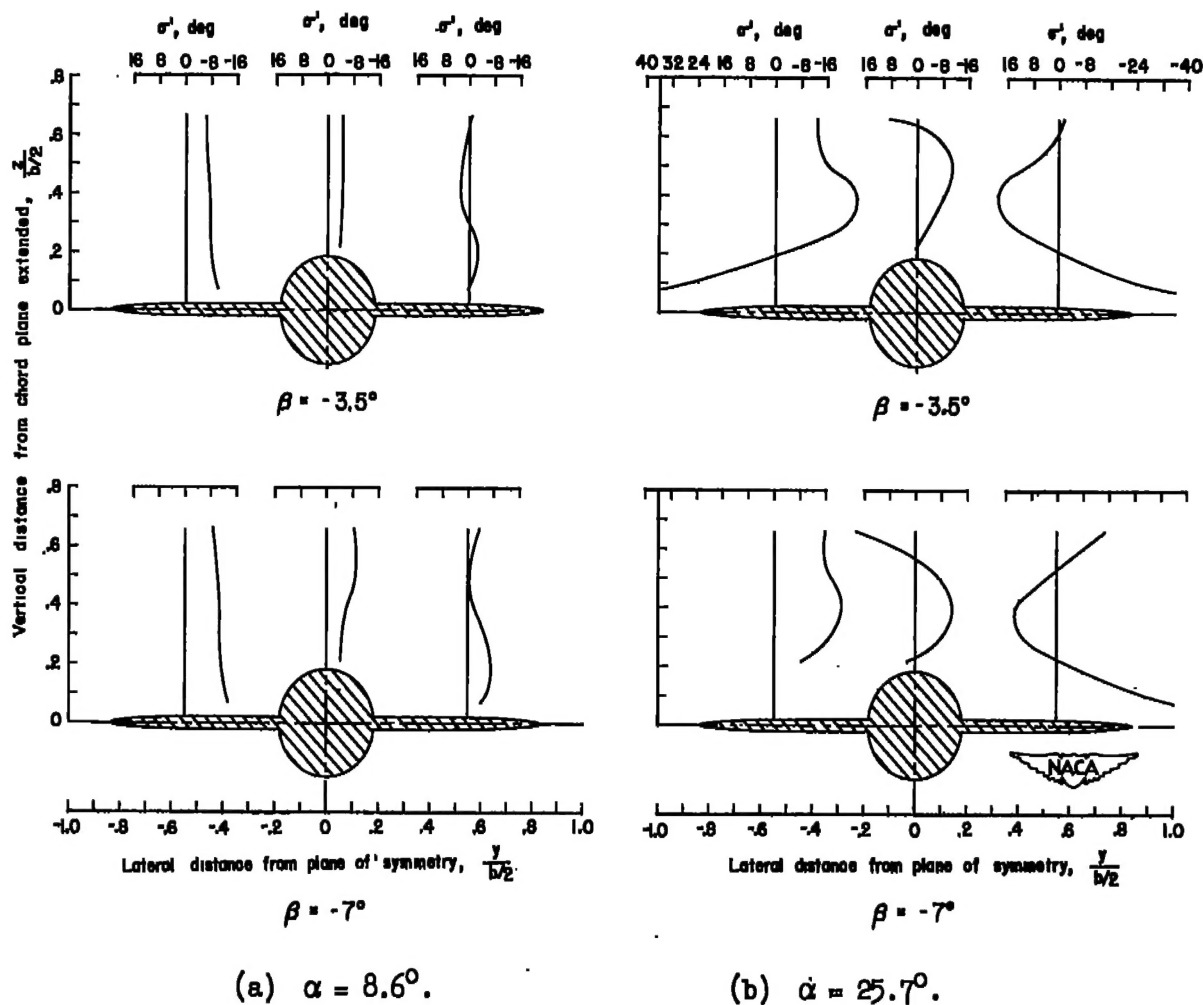 σ', deg σ', deg σ', deg
16 8 0 -8 -16 16 8 0 -8 -16 16 8 0 -8 -16
σ', deg σ', deg σ', deg
40 32 24 16 8 0 -8 -16 16 8 0 -8 -16 16 8 0 -8 -24 -40
Vertical distance from chord plane extended, z/b/2
.8
.6
.4
.2
0
β = -3.5°
β = -3.5°
.8
.6
.4
.2
0
NACA
-1.0 -.8 -.6 -.4 -.2 0 .2 .4 .6 .8 1.0
-1.0 -.8 -.6 -.4 -.2 0 .2 .4 .6 .8 1.0
Lateral distance from plane of symmetry, y/b/2
Lateral distance from plane of symmetry, y/b/2
β = -7°
β = -7°
(a) α = 8.6°.
(b) α = 25.7°.